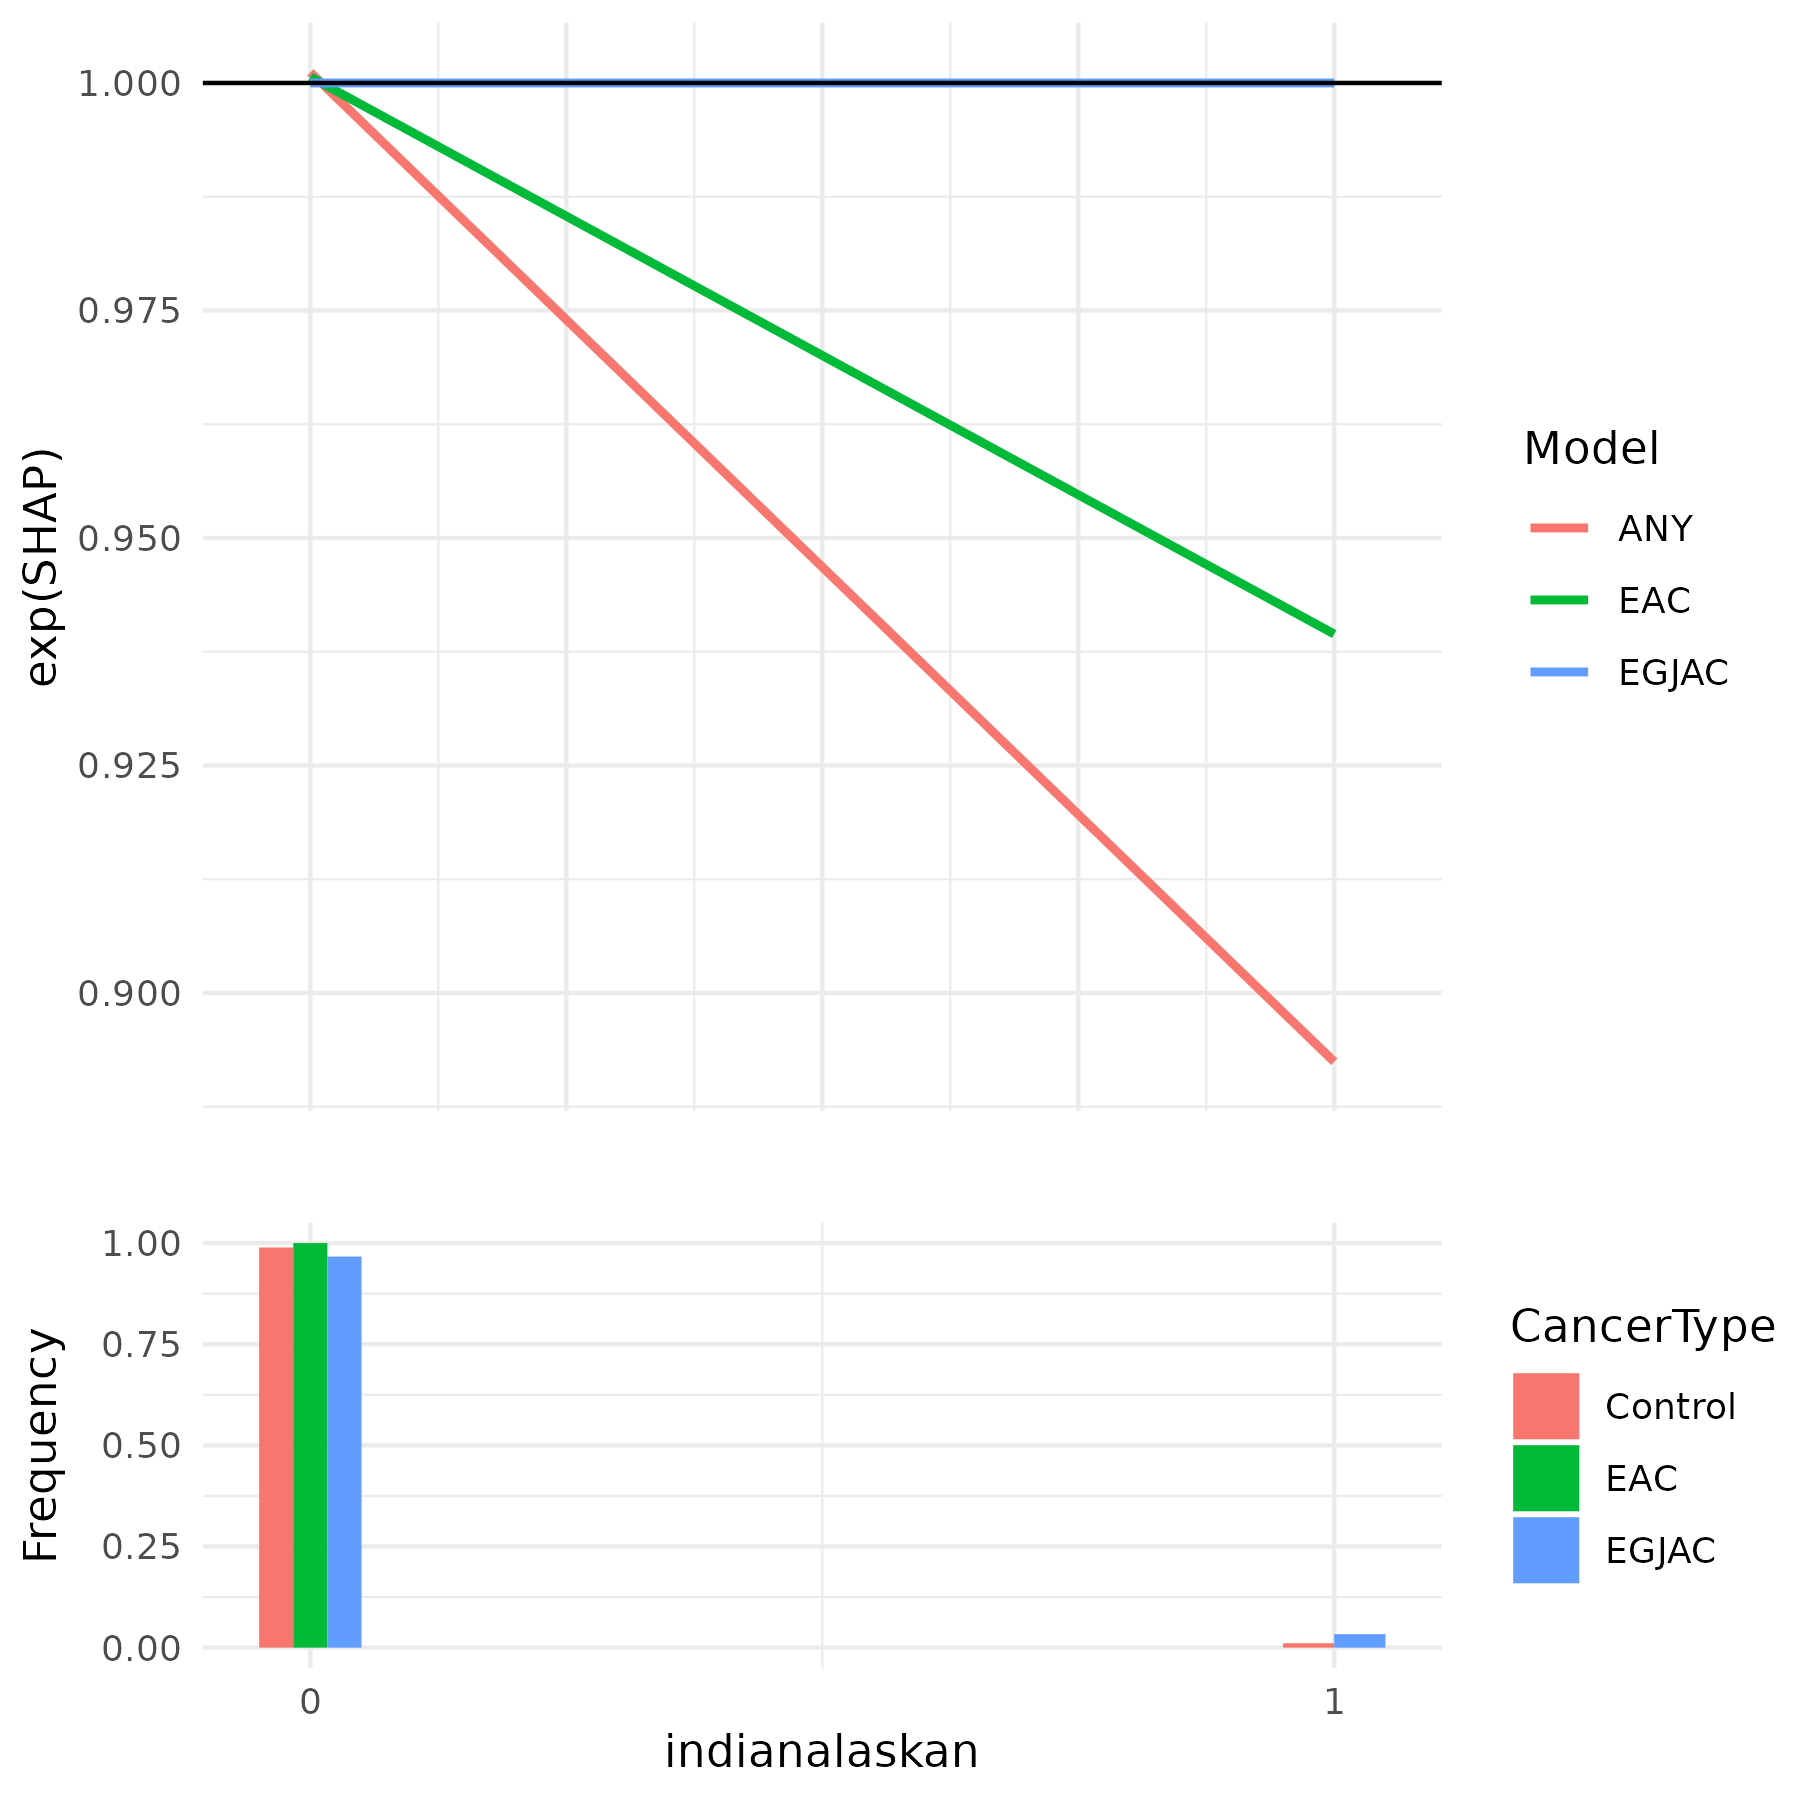 exp(SHAP)
1.000
0.975
0.950
0.925
0.900
Model
ANY
EAC
EGJAC
Frequency
1.00
0.75
0.50
0.25
0.00
0
1
indianalaskan
CancerType
Control
EAC
EGJAC